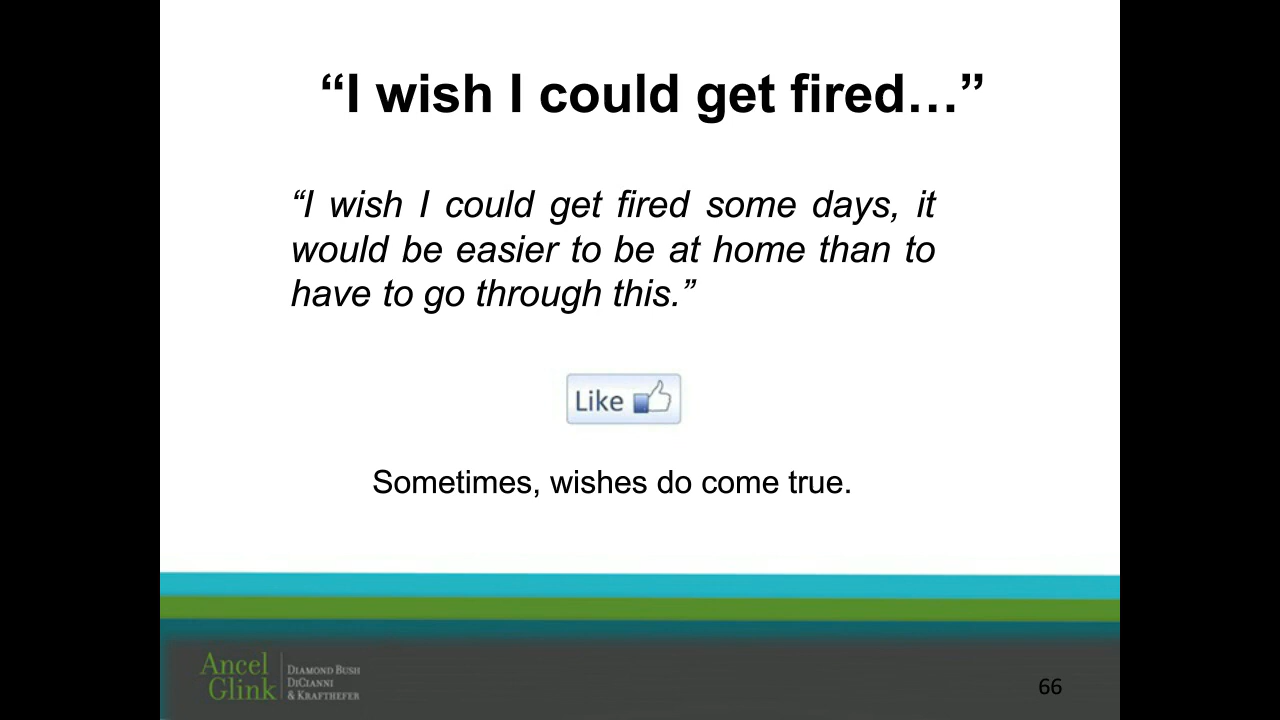 “I wish I could get fired…”
“I wish I could get fired some days, it
would be easier to be at home than to
have to go through this.”
Like
Sometimes, wishes do come true.
Ancel
Glink
DIAMOND BUSH
DICIANNI
& KRAFTHEFER
66